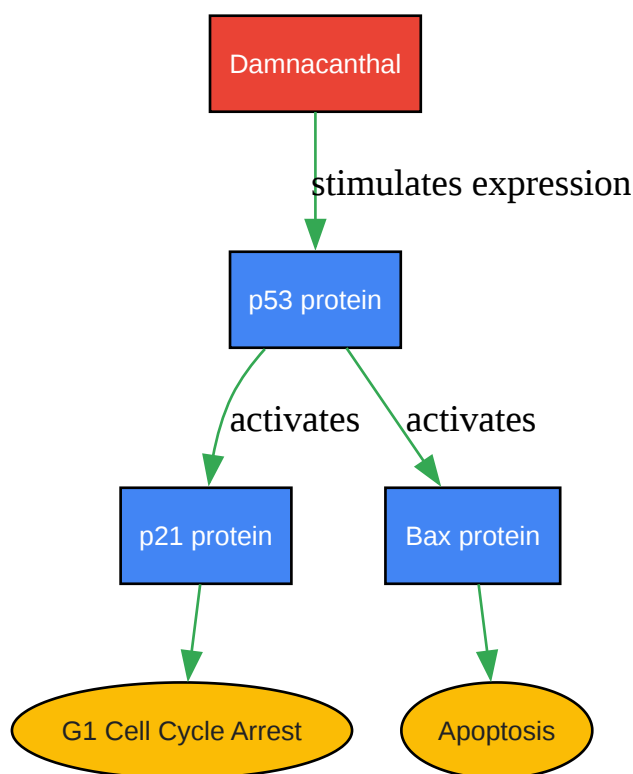 Damnacanthal
stimulates expression
p53 protein
activates
activates
p21 protein
Bax protein
G1 Cell Cycle Arrest
Apoptosis